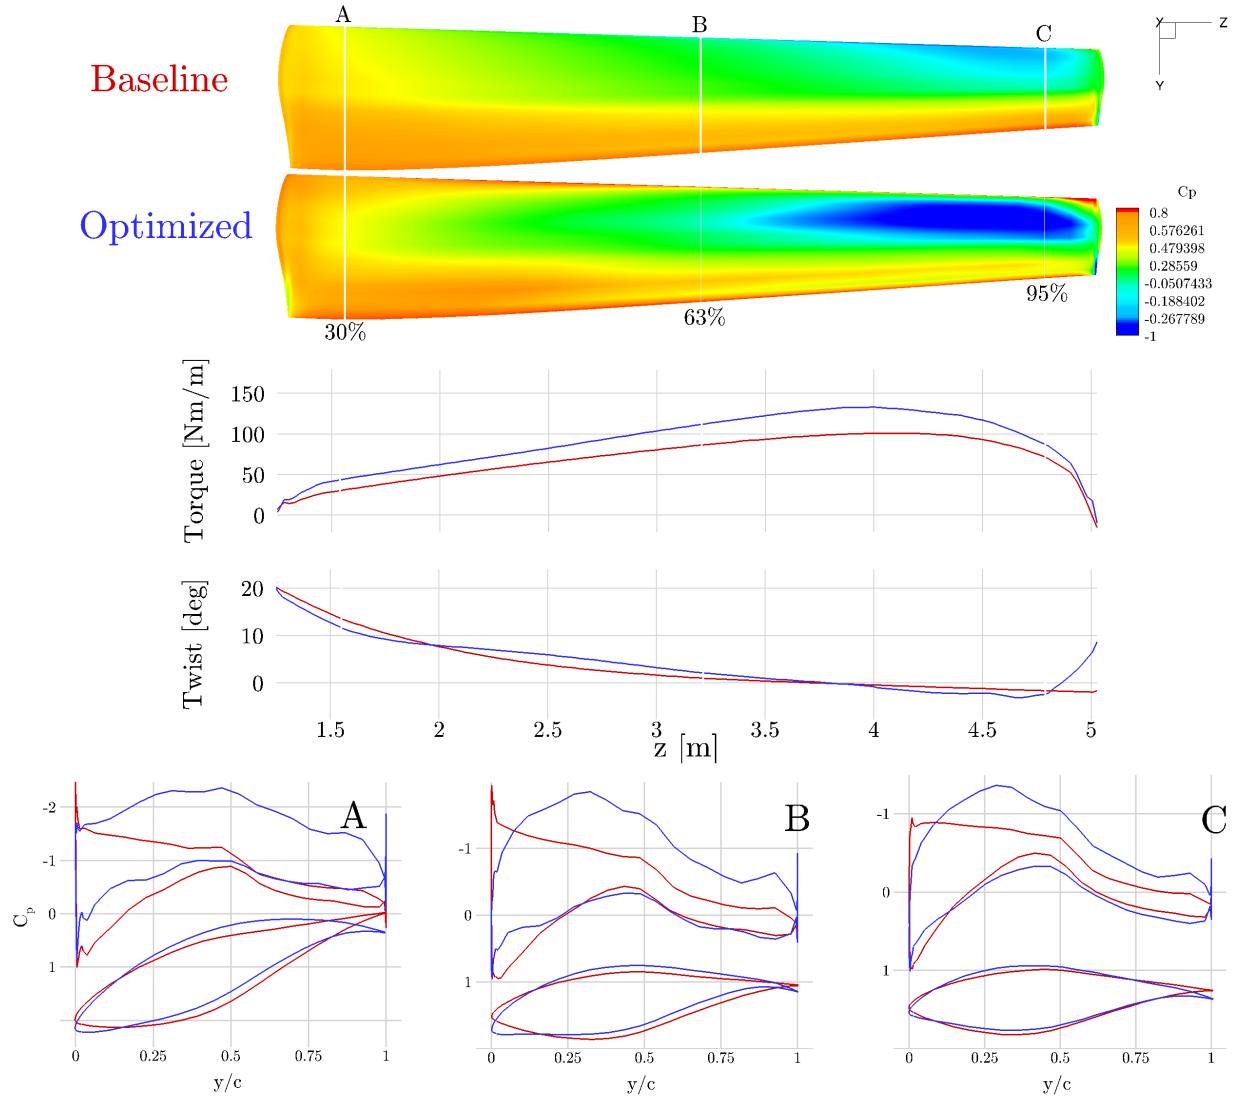 A
B
C
Y
Z
Y
Baseline
Optimized
Cp
0.8
0.576261
0.479398
0.28559
-0.0507433
-0.188402
-0.267789
-1
30%
63%
95%
Torque [Nm/m]
150
100
50
0
Twist [deg]
20
10
0
1.5
2
2.5
3
3.5
4
4.5
5
z [m]
A
-2
-1
0
1
Cp
0
0.25
0.5
0.75
1
y/c
B
-1
0
1
0
0.25
0.5
0.75
1
y/c
C
-1
0
1
0
0.25
0.5
0.75
1
y/c